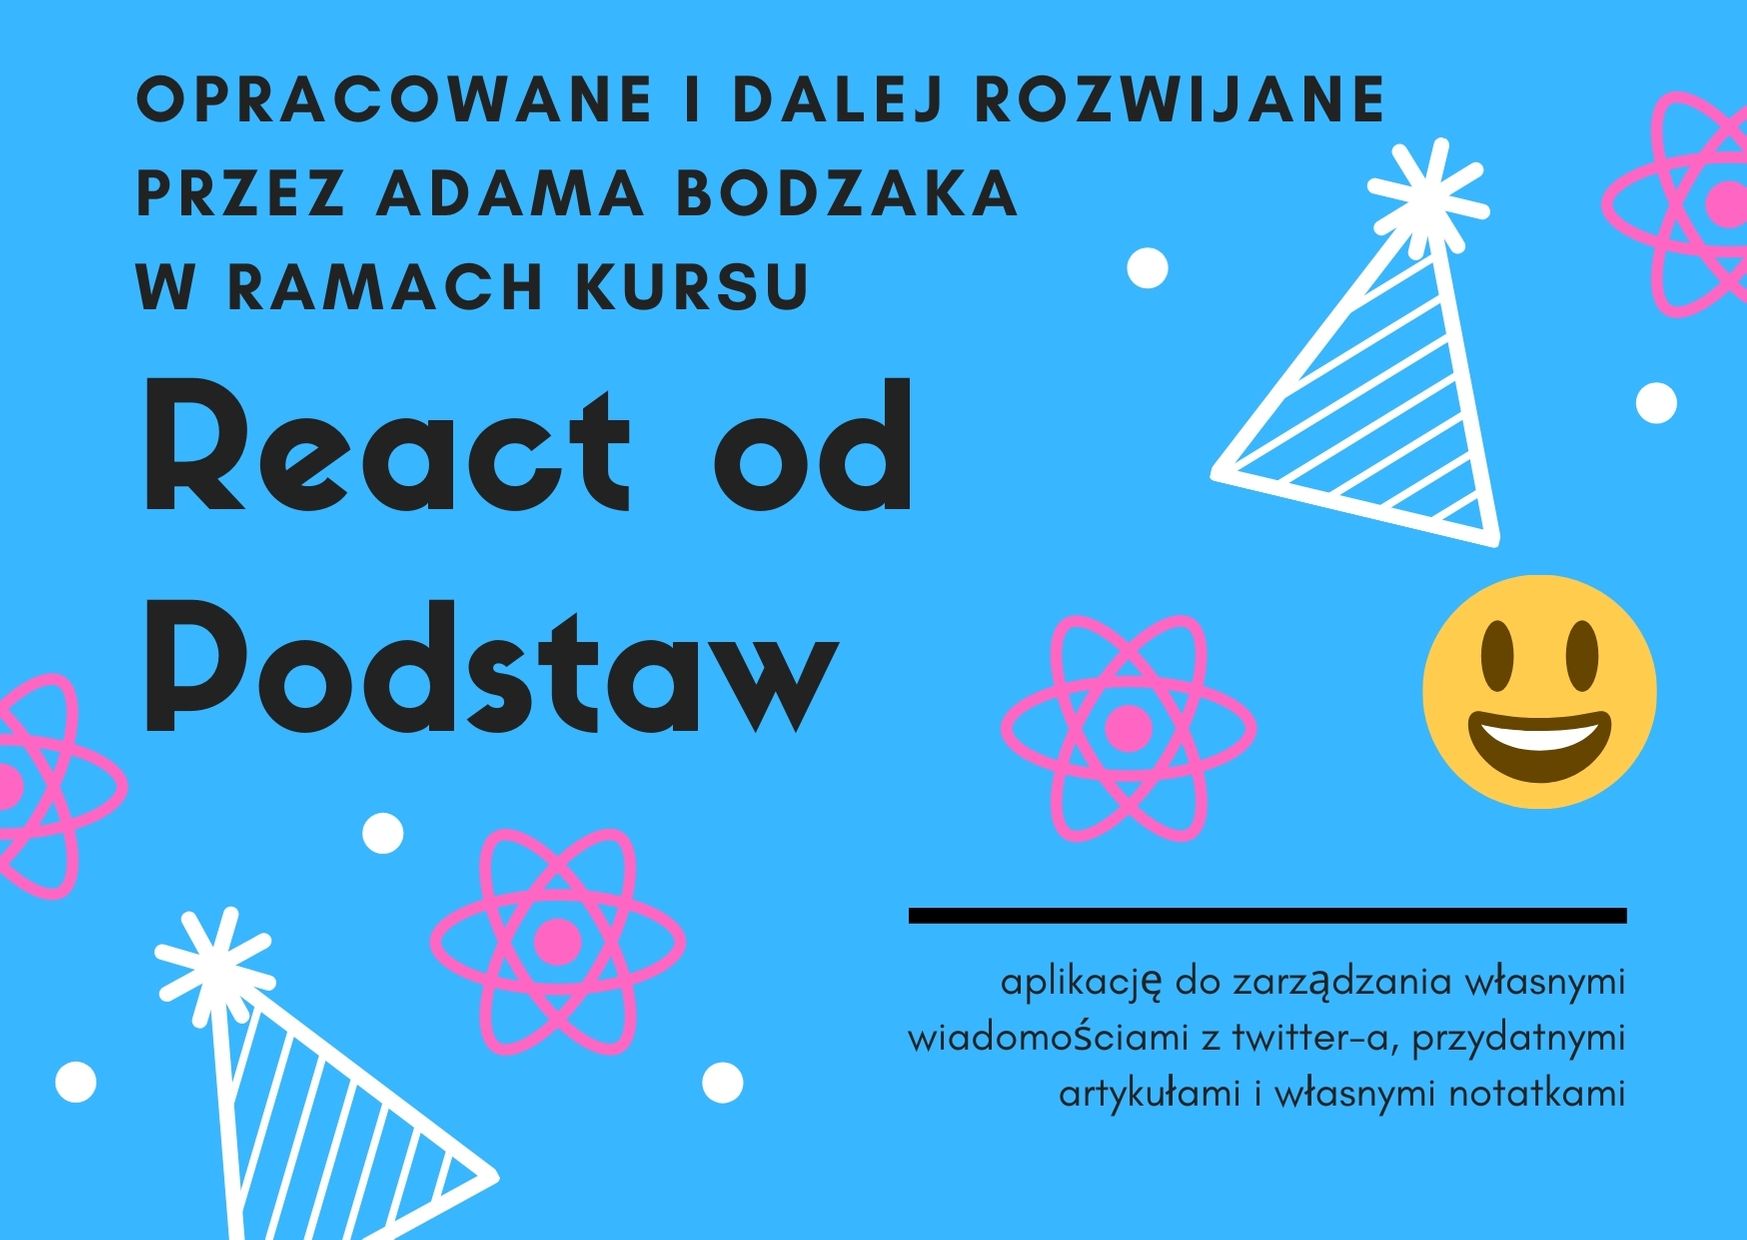 OPRACOWANE I DALEJ ROZWIJANE
PRZEZ ADAMA BODZAKA
W RAMACH KURSU
React od
Podstaw
aplikację do zarządzania własnymi
wiadomościami z twitter-a, przydatnymi
artykułami i własnymi notatkami